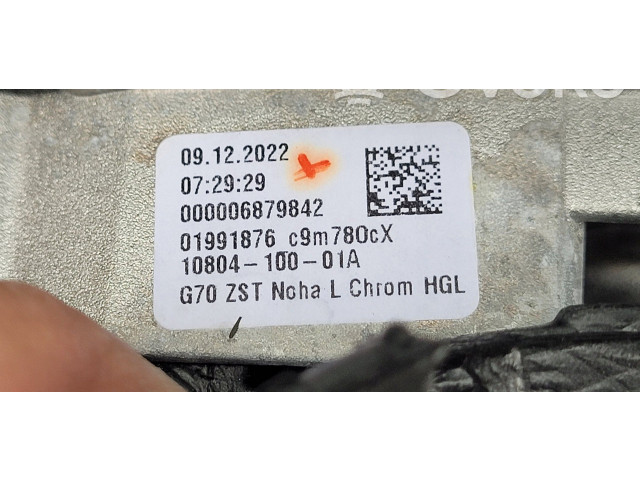 09.12.2022
07:29:29
000006879842
01991876 c9m780cX
10804-100-01A
G70 ZST Noha L Chrom HGL